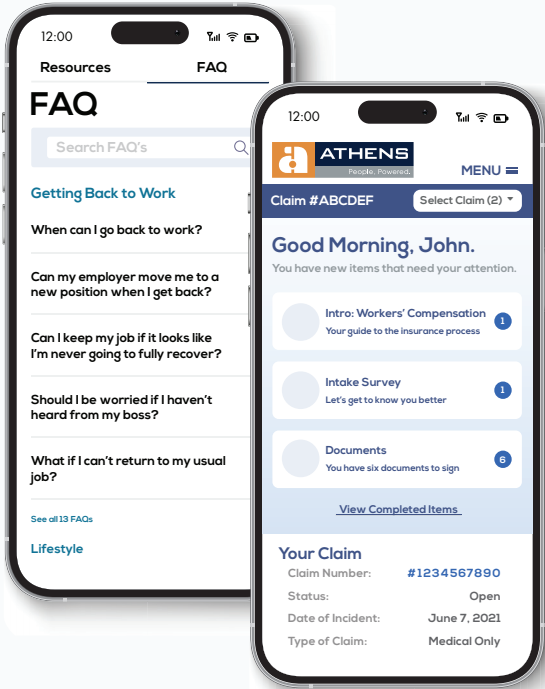 12:00
Resources FAQ
FAQ
Search FAQ's
Getting Back to Work
When can I go back to work?
Can my employer move me to a
new position when I get back?
Can I keep my job if it looks like
I'm never going to fully recover?
Should I be worried if I haven't
heard from my boss?
What if I can't return to my usual
job?
See all 13 FAQs
Lifestyle
12:00
a ATHENS
People, Powered.
MENU
Claim #ABCDEF Select Claim (2)
Good Morning, John.
You have new items that need your attention.
Intro: Workers' Compensation 1
Your guide to the insurance process
Intake Survey 1
Let's get to know you better
Documents 6
You have six documents to sign
View Completed Items
Your Claim
Claim Number: #1234567890
Status: Open
Date of Incident: June 7, 2021
Type of Claim: Medical Only